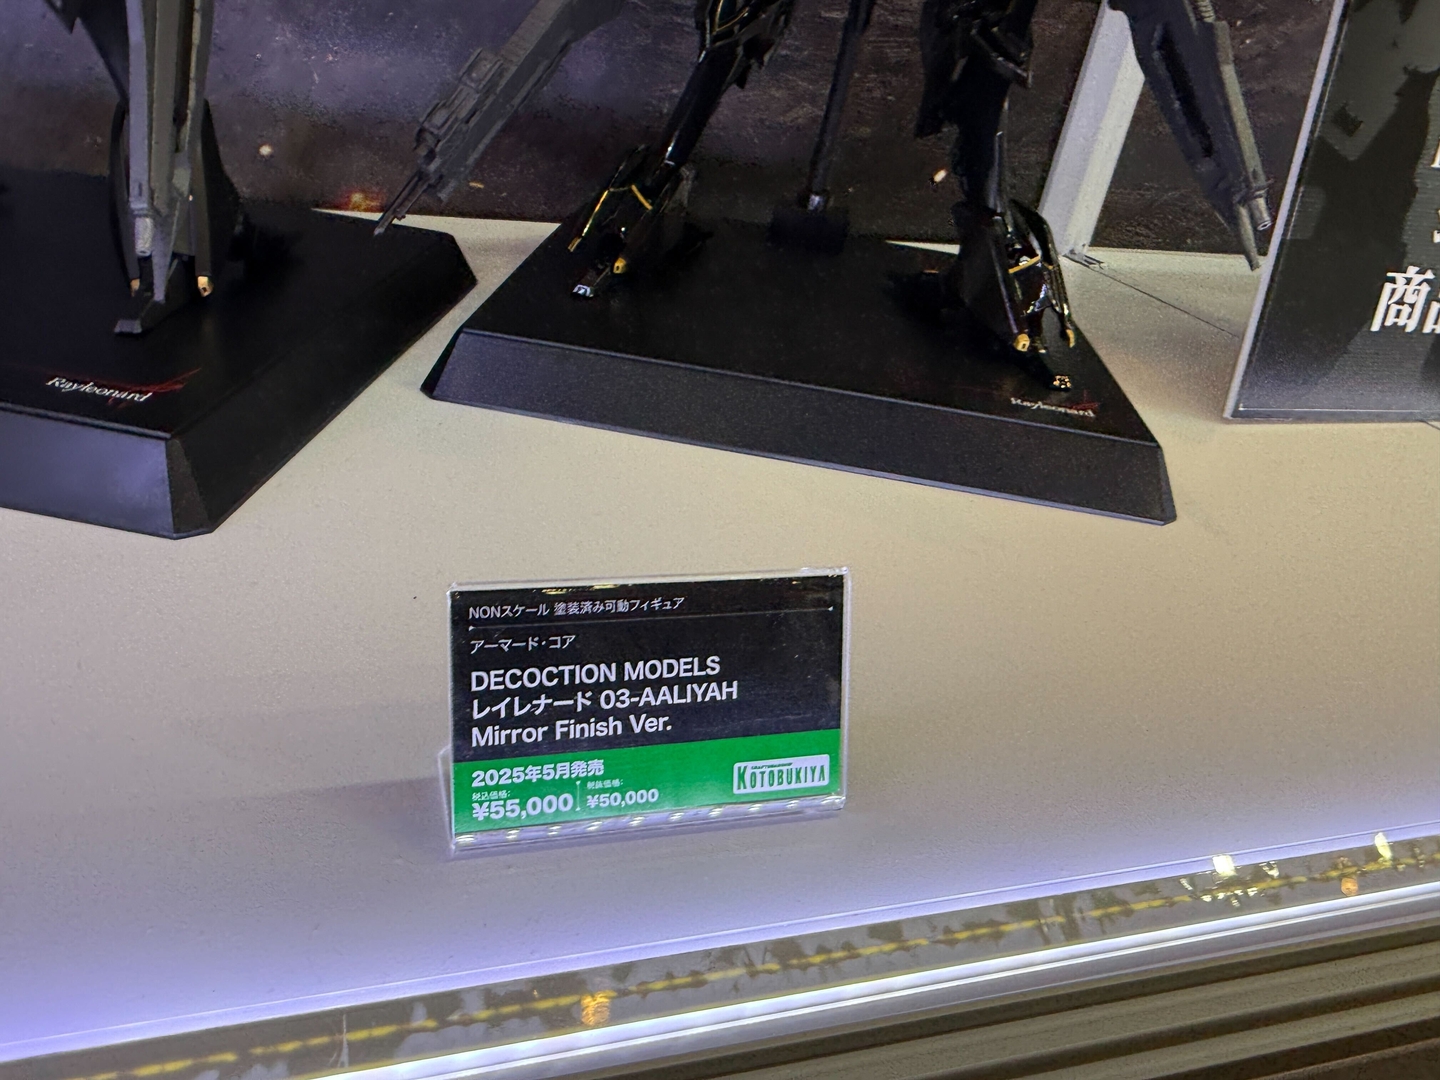 商
Rayleonard
Rayleonard
NONスケール 塗装済み可動フィギュア
アーマード・コア
DECOCTION MODELS
レイレナード 03-AALIYAH
Mirror Finish Ver.
2025年5月発売
税込価格: 税抜価格:
¥55,000 ¥50,000
KOTOBUKIYA